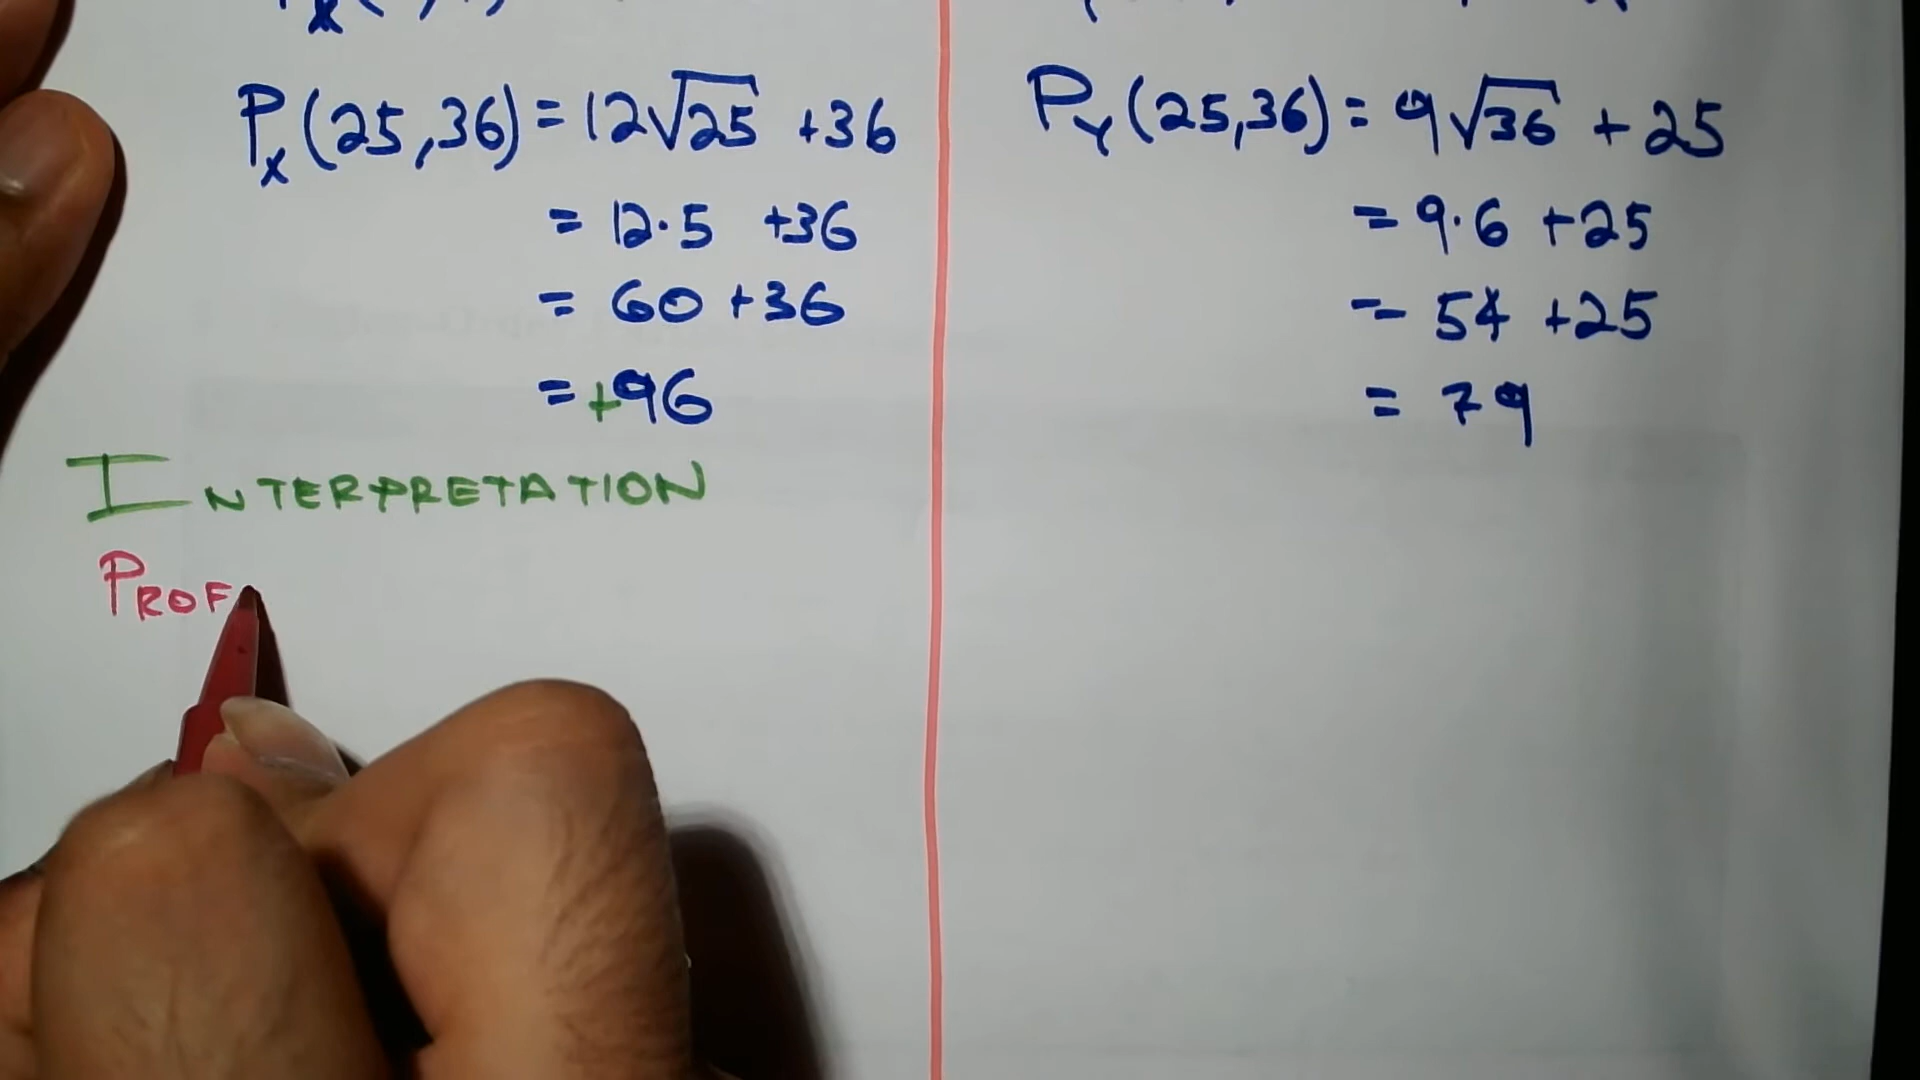 Pₓ(25,36) = 12√25 + 36
= 12·5 +36
= 60 +36
= +96
INTERPRETATION
PROF
P_Y(25,36) = 9√36 + 25
= 9·6 +25
= 54 +25
= 79